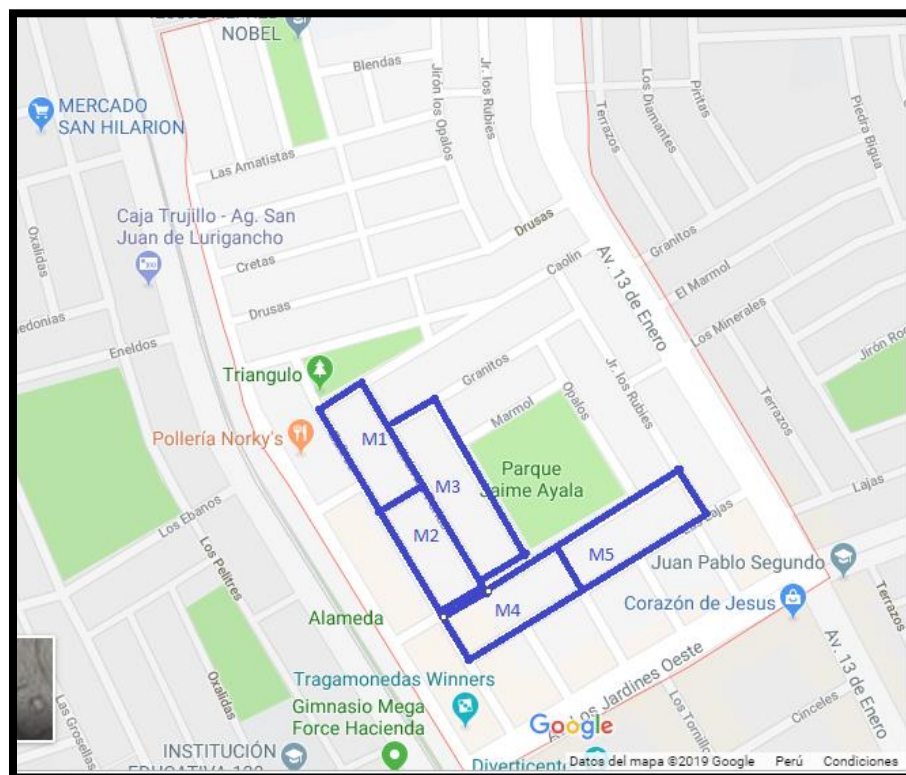 NOBEL
Blendas
Jirón los Opalos
Jr. los Rubies
Terrazos
Los Diamantes
Piritas
Piedra Bigua
MERCADO
SAN HILARION
Las Amatistas
Caja Trujillo - Ag. San
Juan de Lurigancho
Oxalidas
Cretas
Drusas
Drusas
Caolin
Av. 13 de Enero
Granitos
El Marmol
Los Minerales
Eneldos
Triangulo
Granitos
Marmol
Opalos
Jr. los Rubies
Terrazos
Pollería Norky's
M1
M3
M2
Parque
Jaime Ayala
Los Ebanos
Los Pelitres
Lajas
M5
M4
Juan Pablo Segundo
Corazón de Jesus
Terrazos
Alameda
Oxalidas
Tragamonedas Winners
Gimnasio Mega
Force Hacienda
Los Jardines Oeste
Av. 13 de Enero
Cinceles
Las Grosellas
Google
INSTITUCIÓN
Datos del mapa ©2019 Google Perú Condiciones